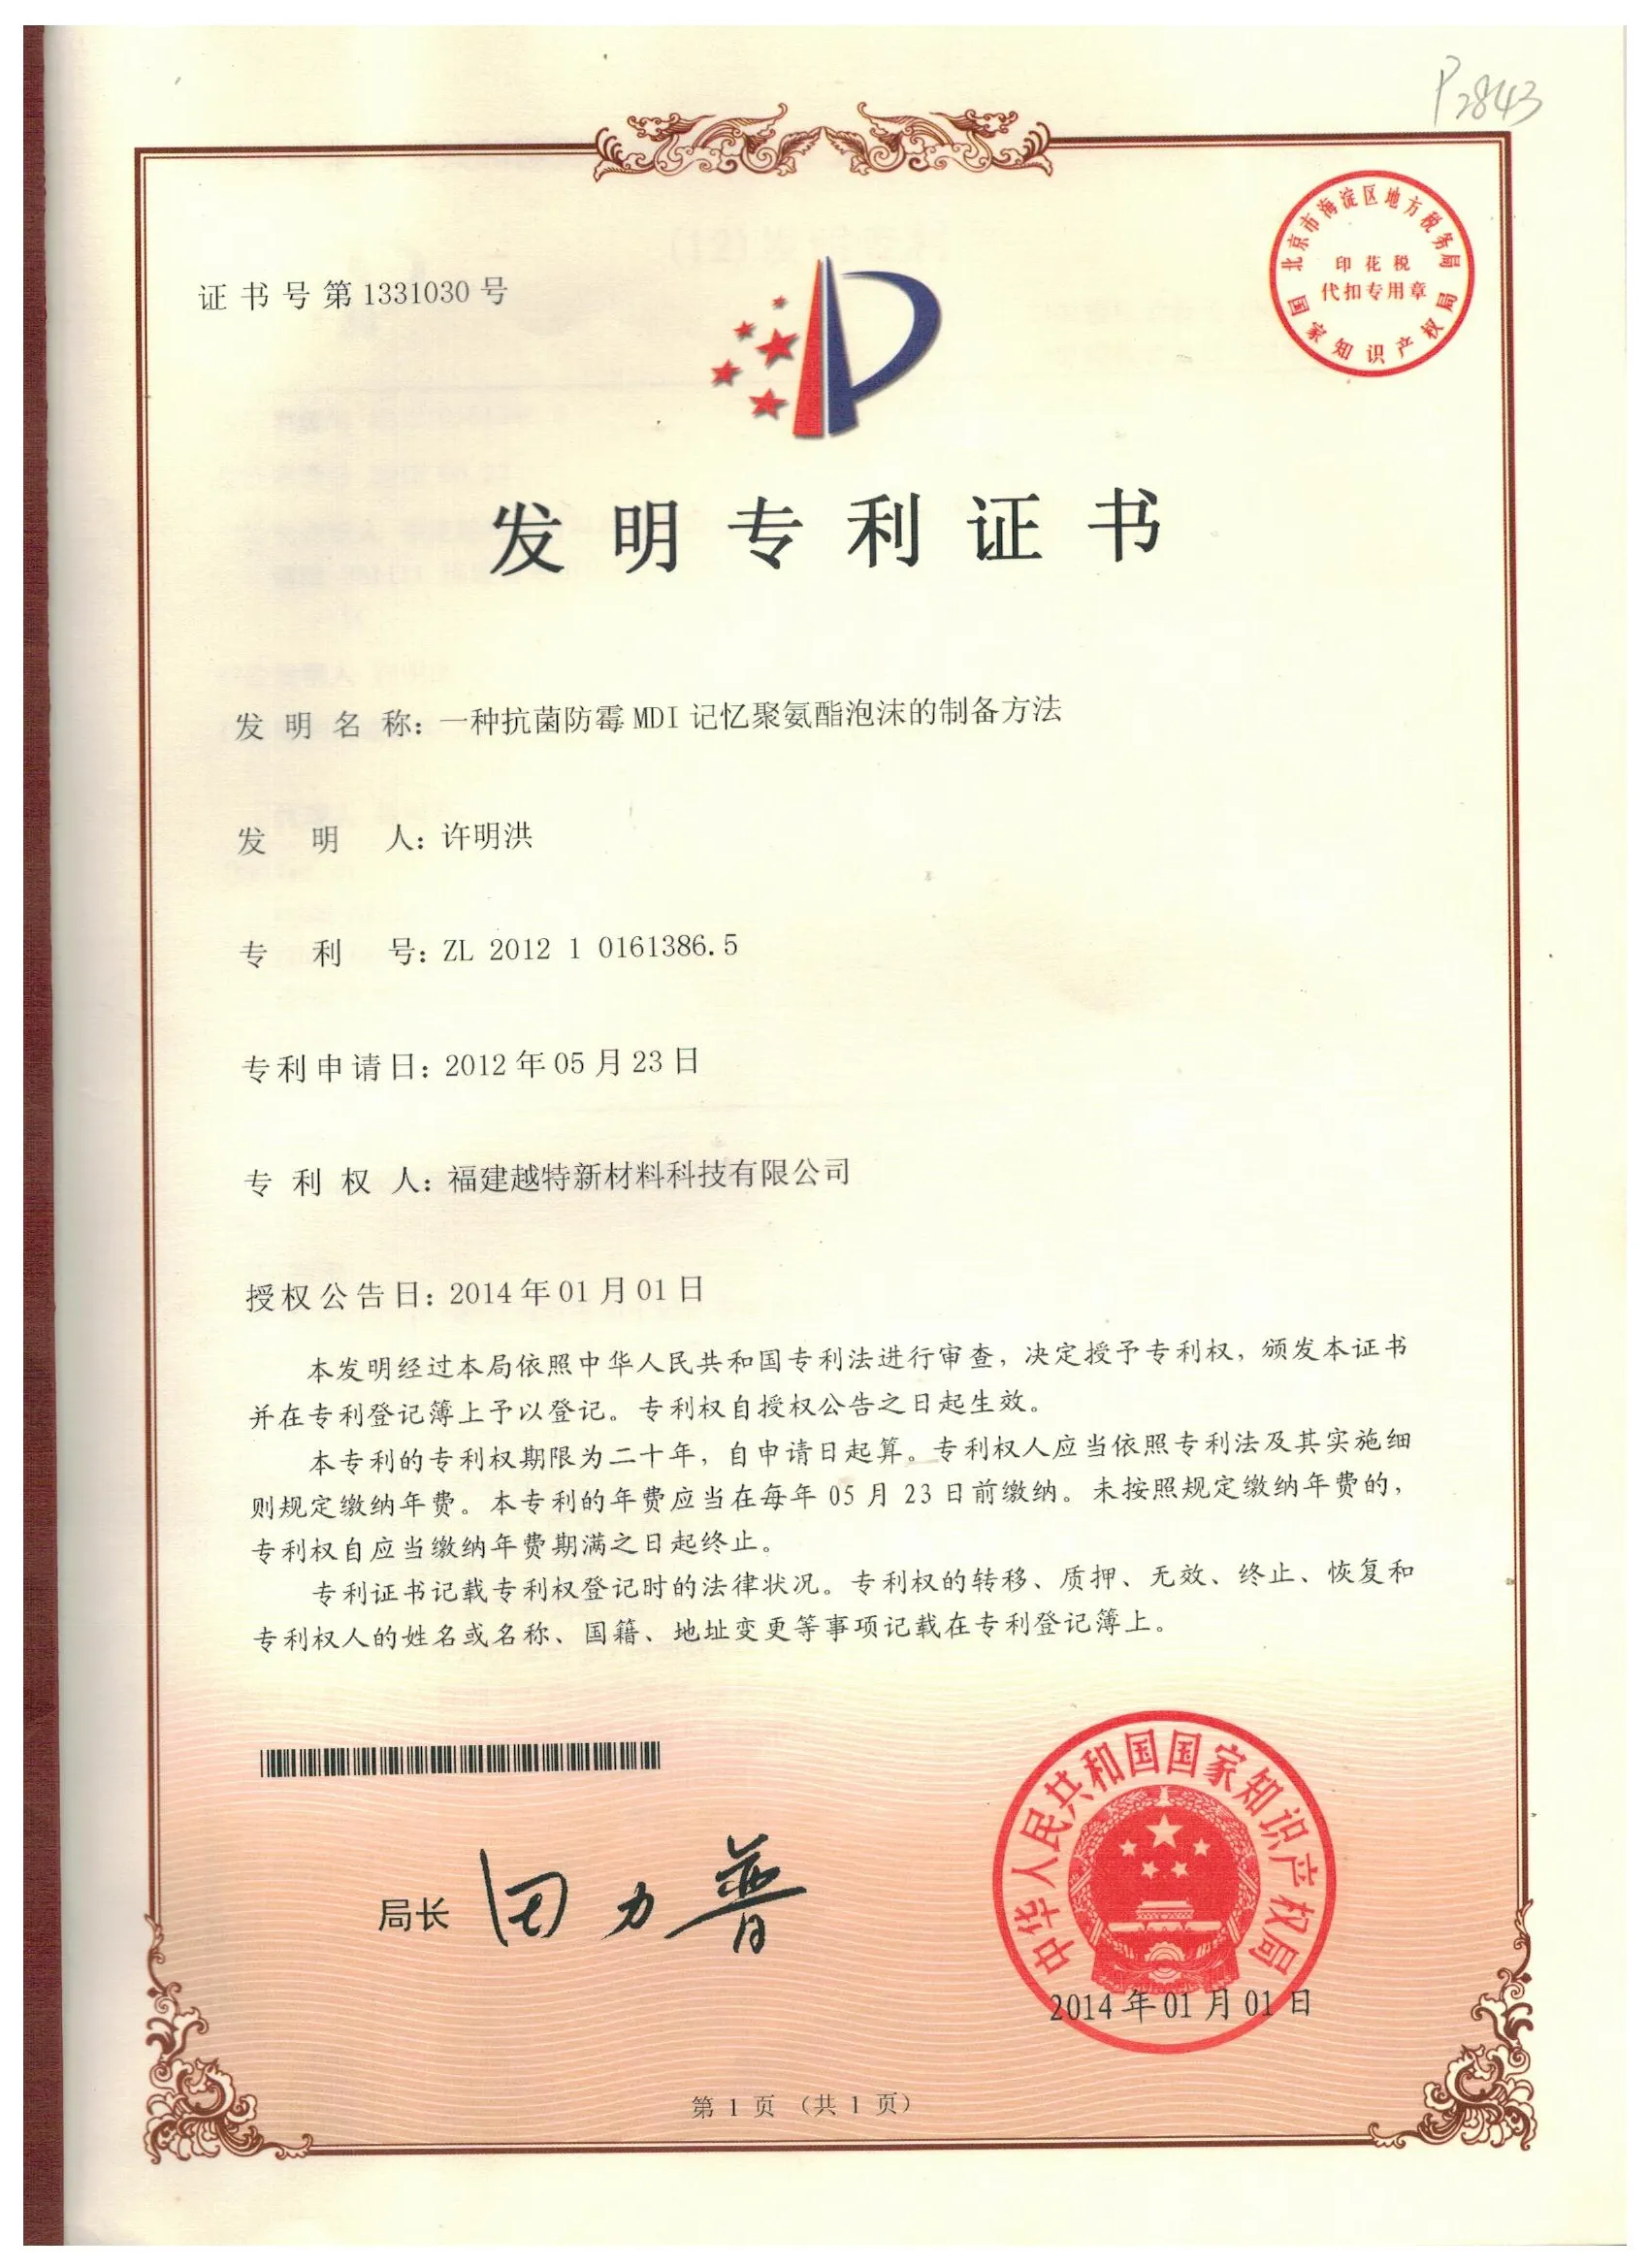 P2843
北京市海淀区地方税务局
印花税
代扣专用章
国家知识产权局
证书号第1331030号
发明专利证书
发明名称：一种抗菌防霉MDI记忆聚氨酯泡沫的制备方法
发明人：许明洪
专利号：ZL 2012 1 0161386.5
专利申请日：2012年05月23日
专利权人：福建越特新材料科技有限公司
授权公告日：2014年01月01日
本发明经过本局依照中华人民共和国专利法进行审查，决定授予专利权，颁发本证书
并在专利登记簿上予以登记。专利权自授权公告之日起生效。
本专利的专利权期限为二十年，自申请日起算。专利权人应当依照专利法及其实施细
则规定缴纳年费。本专利的年费应当在每年05月23日前缴纳。未按照规定缴纳年费的，
专利权自应当缴纳年费期满之日起终止。
专利证书记载专利权登记时的法律状况。专利权的转移、质押、无效、终止、恢复和
专利权人的姓名或名称、国籍、地址变更等事项记载在专利登记簿上。
局长 田力普
中华人民共和国国家知识产权局
2014年01月01日
第1页（共1页）